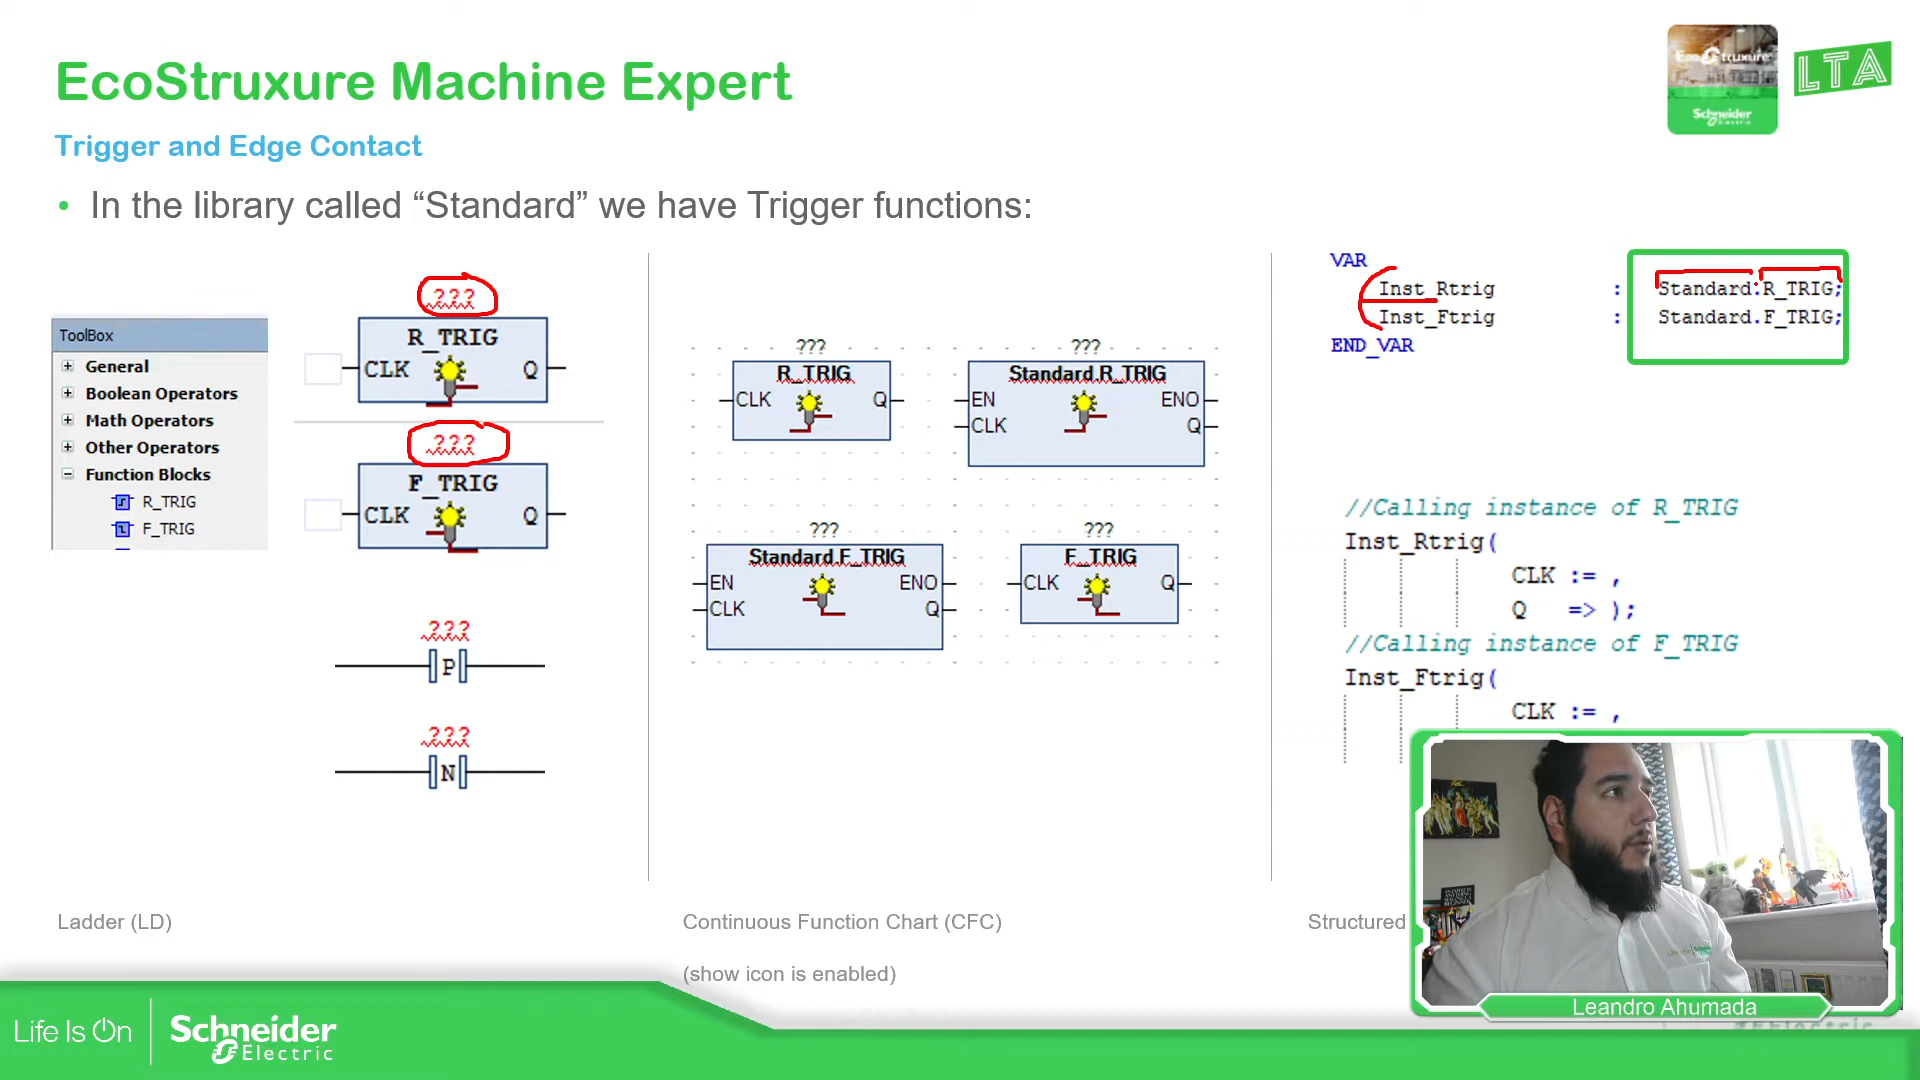 EcoStruxure Machine Expert
EcoStruxure
Schneider
Electric
LTA
Trigger and Edge Contact
• In the library called “Standard” we have Trigger functions:
ToolBox
General
Boolean Operators
Math Operators
Other Operators
Function Blocks
R_TRIG
F_TRIG
???
R_TRIG
CLK Q
???
F_TRIG
CLK Q
???
P
???
N
Ladder (LD)
???
R_TRIG
CLK Q
???
Standard.R_TRIG
EN ENO
CLK Q
???
Standard.F_TRIG
EN ENO
CLK Q
???
F_TRIG
CLK Q
Continuous Function Chart (CFC)
(show icon is enabled)
VAR
Inst_Rtrig : Standard.R_TRIG;
Inst_Ftrig : Standard.F_TRIG;
END_VAR
//Calling instance of R_TRIG
Inst_Rtrig(
CLK := ,
Q => );
//Calling instance of F_TRIG
Inst_Ftrig(
CLK := ,
Structured
Leandro Ahumada
Life Is On
Schneider
Electric